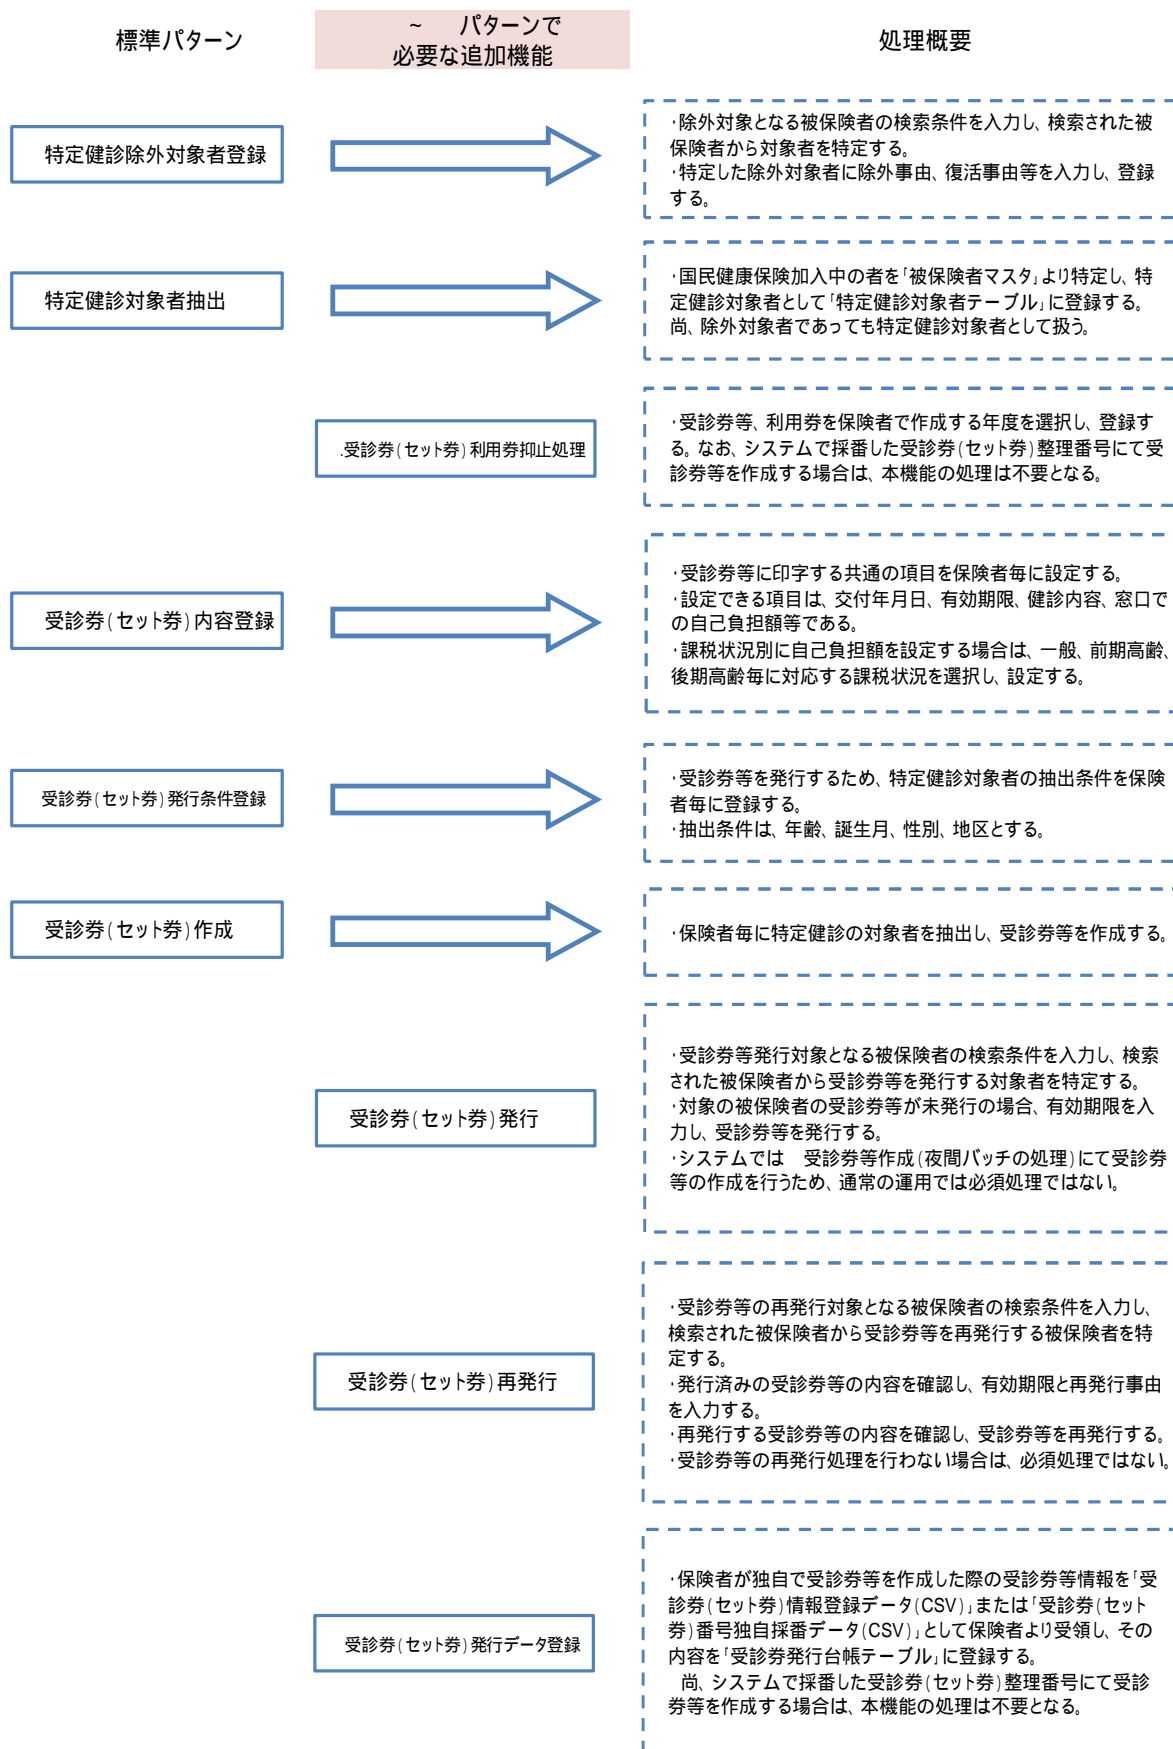 標準パターン
～　　パターンで
必要な追加機能
処理概要
特定健診除外対象者登録
・除外対象となる被保険者の検索条件を入力し、検索された被
保険者から対象者を特定する。
・特定した除外対象者に除外事由、復活事由等を入力し、登録
する。
特定健診対象者抽出
・国民健康保険加入中の者を「被保険者マスタ」より特定し、特
定健診対象者として「特定健診対象者テーブル」に登録する。
尚、除外対象者であっても特定健診対象者として扱う。
.受診券(セット券)利用券抑止処理
・受診券等、利用券を保険者で作成する年度を選択し、登録す
る。なお、システムで採番した受診券(セット券)整理番号にて受
診券等を作成する場合は、本機能の処理は不要となる。
受診券(セット券)内容登録
・受診券等に印字する共通の項目を保険者毎に設定する。
・設定できる項目は、交付年月日、有効期限、健診内容、窓口で
の自己負担額等である。
・課税状況別に自己負担額を設定する場合は、一般、前期高齢、
後期高齢毎に対応する課税状況を選択し、設定する。
受診券(セット券)発行条件登録
・受診券等を発行するため、特定健診対象者の抽出条件を保険
者毎に登録する。
・抽出条件は、年齢、誕生月、性別、地区とする。
受診券(セット券)作成
・保険者毎に特定健診の対象者を抽出し、受診券等を作成する。
受診券(セット券)発行
・受診券等発行対象となる被保険者の検索条件を入力し、検索
された被保険者から受診券等を発行する対象者を特定する。
・対象の被保険者の受診券等が未発行の場合、有効期限を入
力し、受診券等を発行する。
・システムでは　受診券等作成(夜間バッチの処理)にて受診券
等の作成を行うため、通常の運用では必須処理ではない。
受診券(セット券)再発行
・受診券等の再発行対象となる被保険者の検索条件を入力し、
検索された被保険者から受診券等を再発行する被保険者を特
定する。
・発行済みの受診券等の内容を確認し、有効期限と再発行事由
を入力する。
・再発行する受診券等の内容を確認し、受診券等を再発行する。
・受診券等の再発行処理を行わない場合は、必須処理ではない。
受診券(セット券)発行データ登録
・保険者が独自で受診券等を作成した際の受診券等情報を「受
診券(セット券)情報登録データ(CSV)」または「受診券(セット
券)番号独自採番データ(CSV)」として保険者より受領し、その
内容を「受診券発行台帳テーブル」に登録する。
尚、システムで採番した受診券(セット券)整理番号にて受診
券等を作成する場合は、本機能の処理は不要となる。